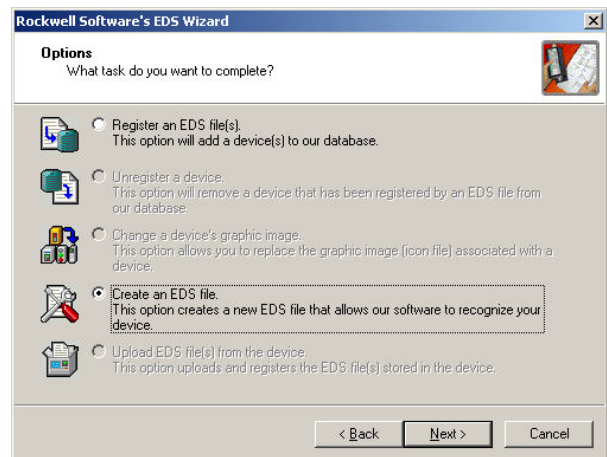 Rockwell Software's EDS Wizard
Options
What task do you want to complete?
Register an EDS file(s).
This option will add a device(s) to our database.
Unregister a device.
This option will remove a device that has been registered by an EDS file from
our database.
Change a device's graphic image.
This option allows you to replace the graphic image (icon file) associated with a
device.
Create an EDS file.
This option creates a new EDS file that allows our software to recognize your
device.
Upload EDS file(s) from the device.
This option uploads and registers the EDS file(s) stored in the device.
< Back Next > Cancel